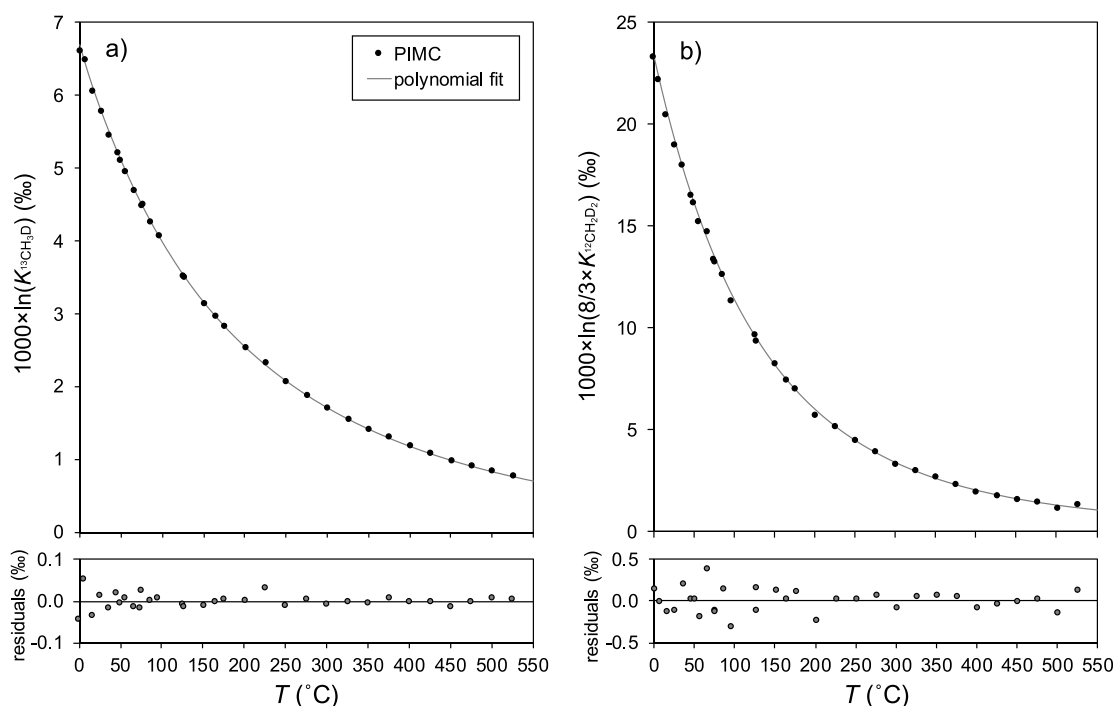 a)
PIMC
polynomial fit
1000×ln(K¹³CH₃D) (‰)
7
6
5
4
3
2
1
0
residuals (‰)
0.1
0.0
-0.1
0 50 100 150 200 250 300 350 400 450 500 550
T (˚C)
b)
1000×ln(8/3×K¹²CH₂D₂) (‰)
25
20
15
10
5
0
residuals (‰)
0.5
0.0
-0.5
0 50 100 150 200 250 300 350 400 450 500 550
T (˚C)